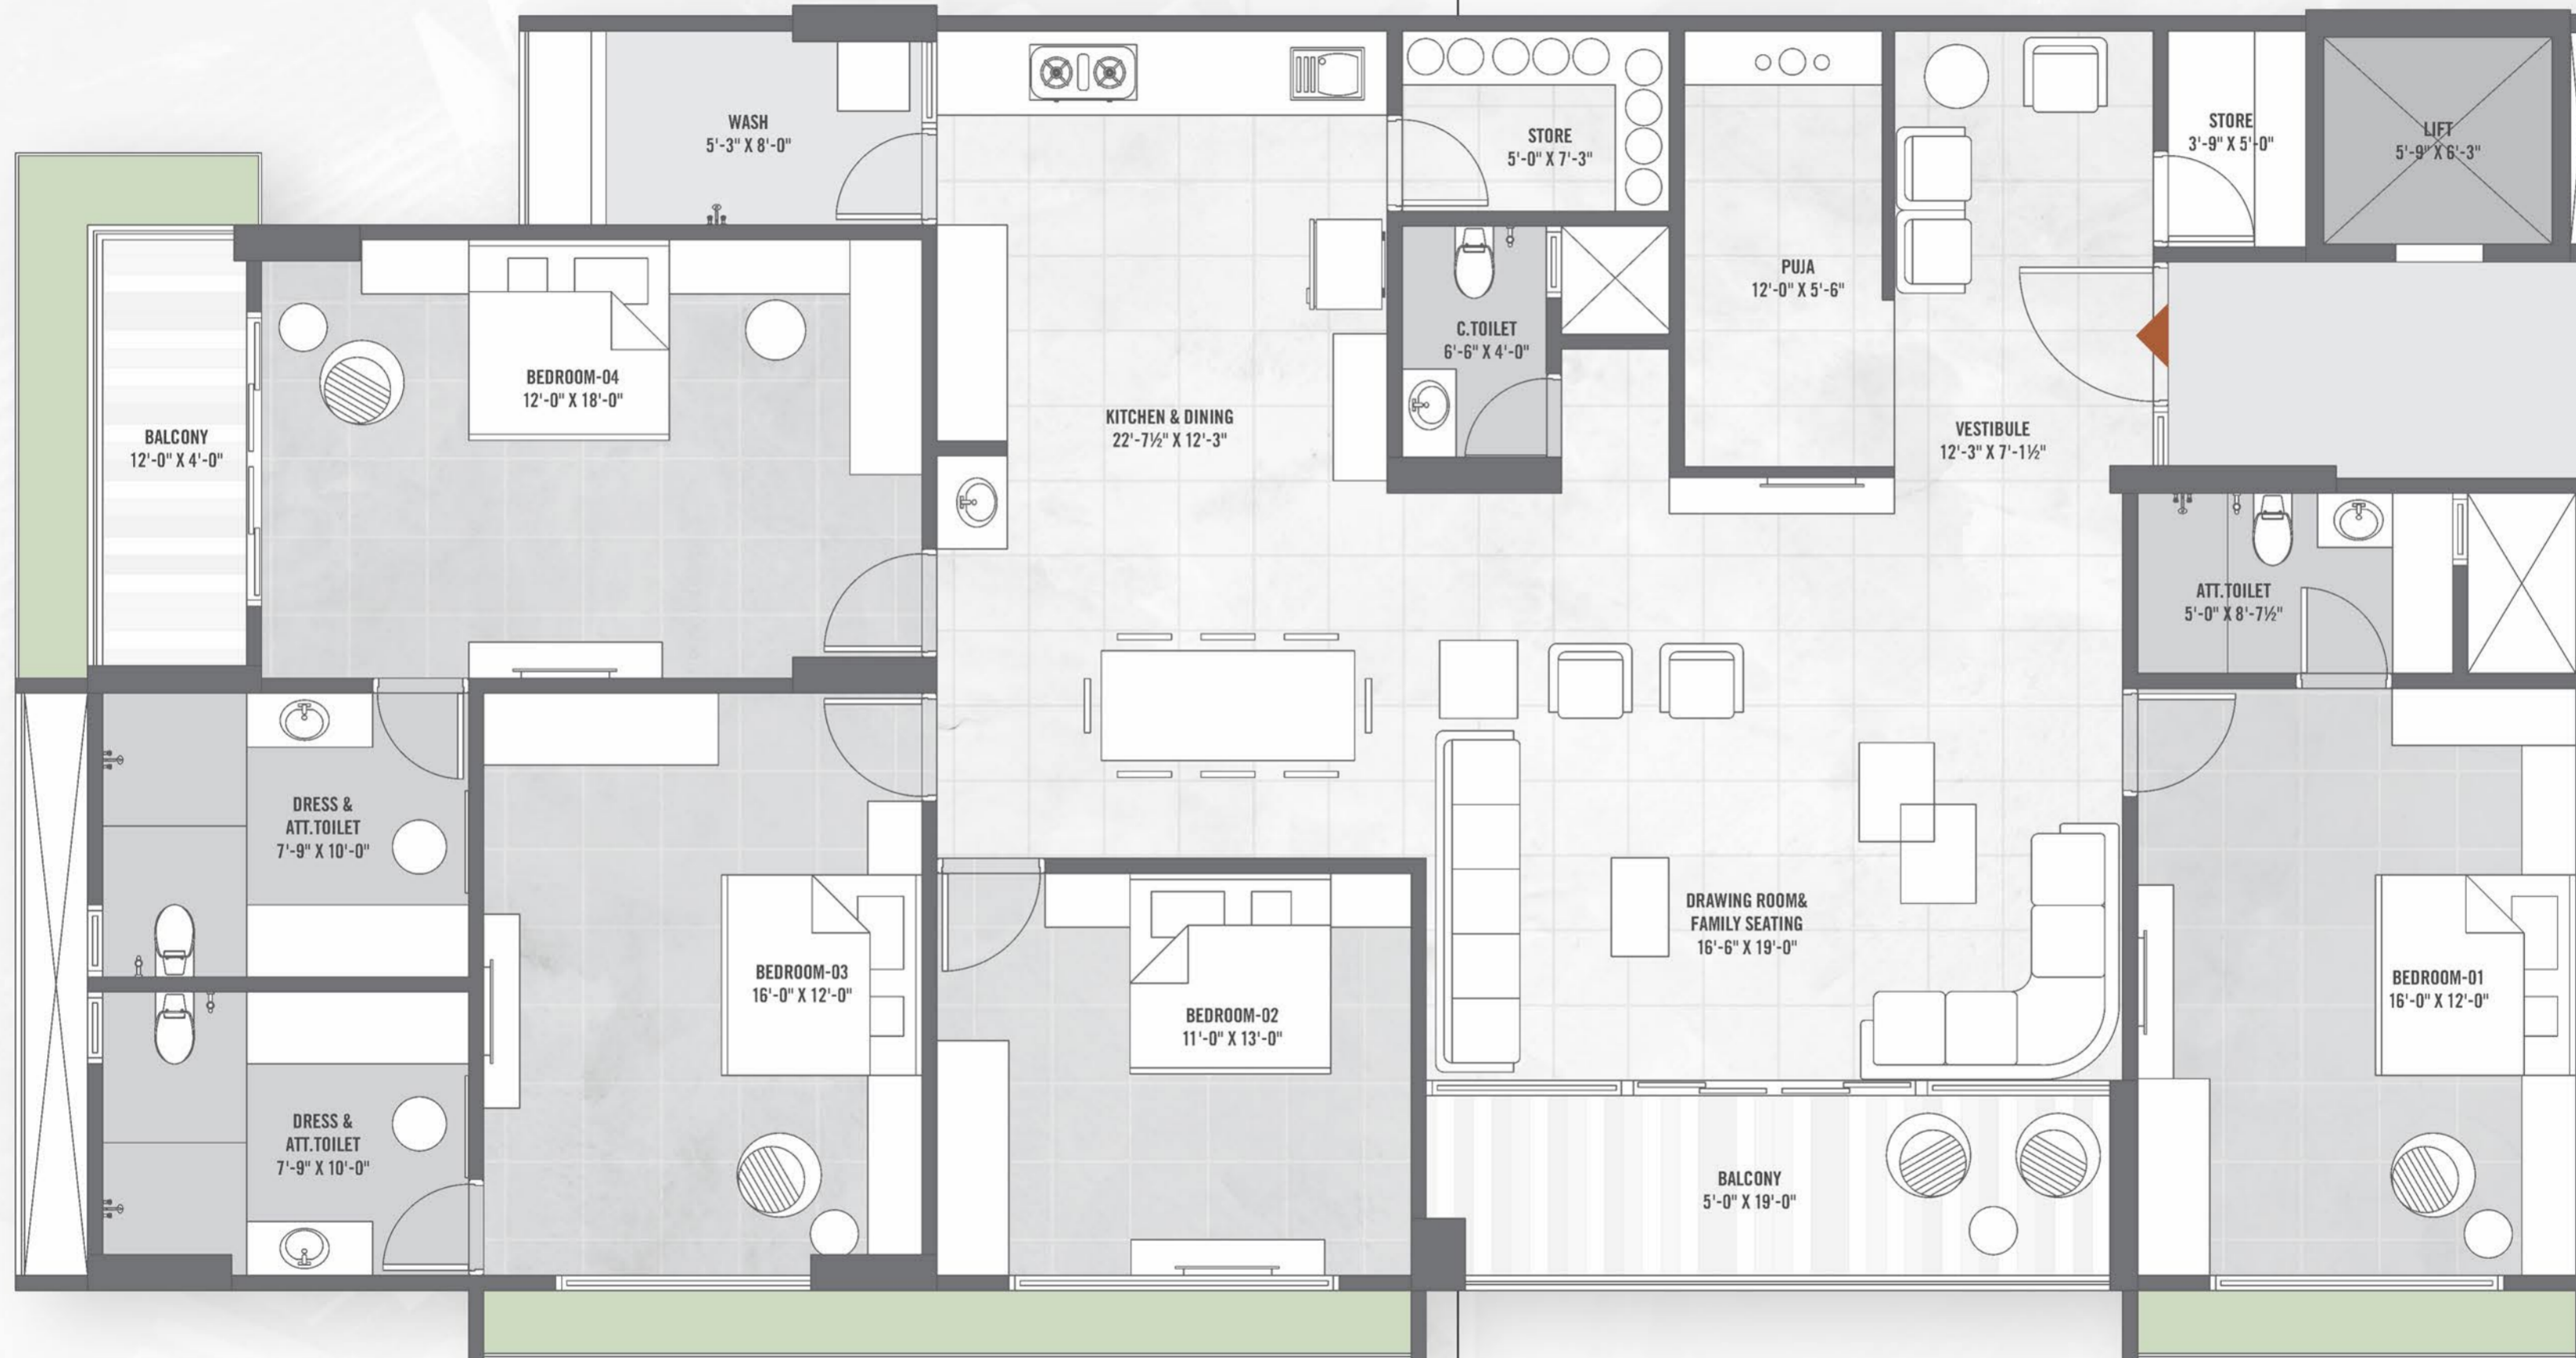 WASH
5'-3" X 8'-0"
STORE
5'-0" X 7'-3"
STORE
3'-9" X 5'-0"
LIFT
5'-9" X 6'-3"
PUJA
12'-0" X 5'-6"
C.TOILET
6'-6" X 4'-0"
BEDROOM-04
12'-0" X 18'-0"
BALCONY
12'-0" X 4'-0"
KITCHEN & DINING
22'-7½" X 12'-3"
VESTIBULE
12'-3" X 7'-1½"
ATT.TOILET
5'-0" X 8'-7½"
DRESS &
ATT.TOILET
7'-9" X 10'-0"
DRAWING ROOM&
FAMILY SEATING
16'-6" X 19'-0"
BEDROOM-03
16'-0" X 12'-0"
BEDROOM-02
11'-0" X 13'-0"
BEDROOM-01
16'-0" X 12'-0"
DRESS &
ATT.TOILET
7'-9" X 10'-0"
BALCONY
5'-0" X 19'-0"